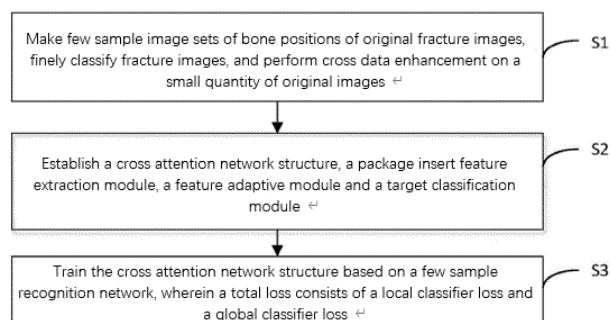 Make few sample image sets of bone positions of original fracture images,
finely classify fracture images, and perform cross data enhancement on a
small quantity of original images ↵
S1
Establish a cross attention network structure, a package insert feature
extraction module, a feature adaptive module and a target classification
module ↵
S2
Train the cross attention network structure based on a few sample
recognition network, wherein a total loss consists of a local classifier loss and
a global classifier loss ↵
S3